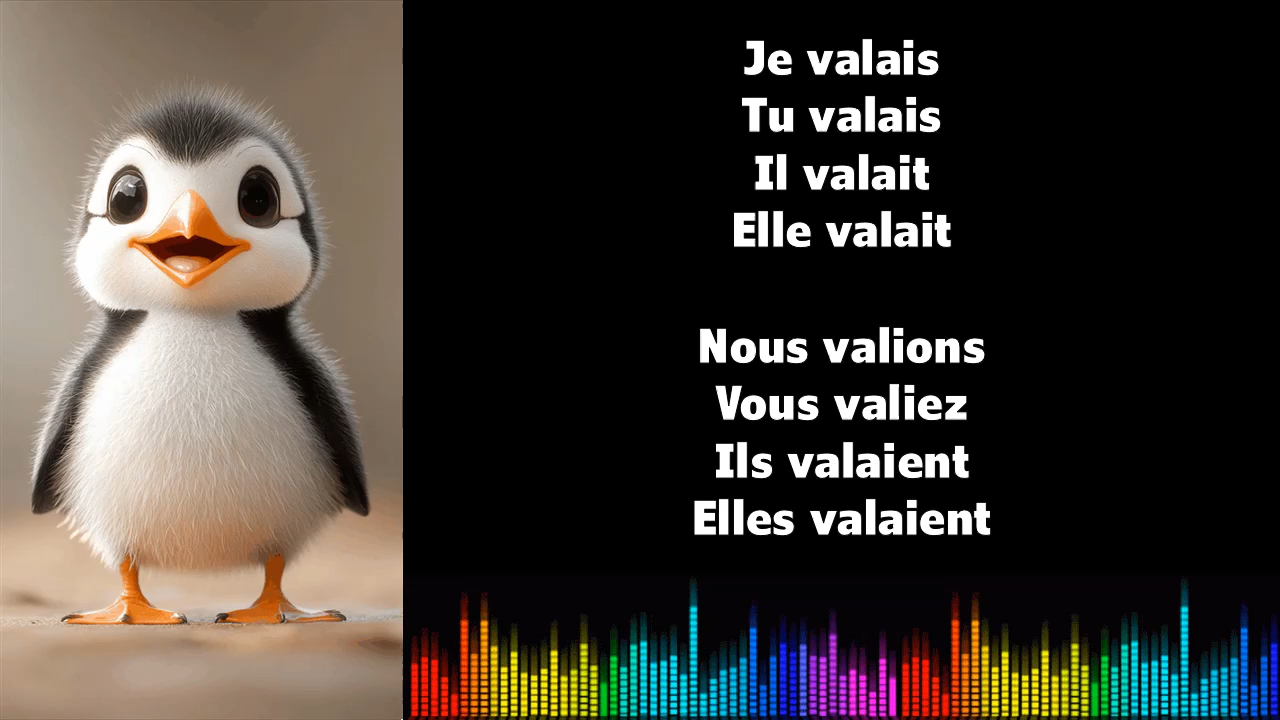 Je valais
Tu valais
Il valait
Elle valait
Nous valions
Vous valiez
Ils valaient
Elles valaient